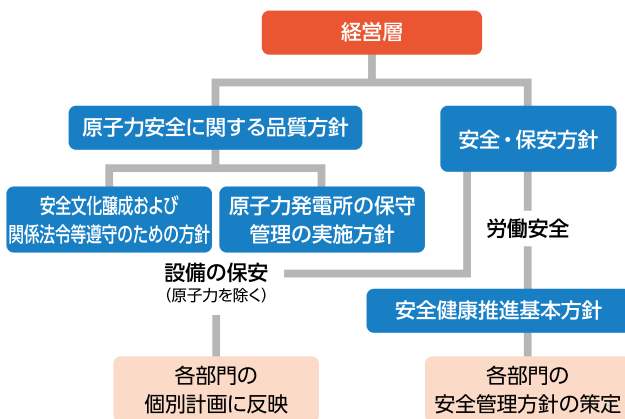 経営層
原子力安全に関する品質方針
安全・保安方針
安全文化醸成および
関係法令等遵守のための方針
原子力発電所の保守
管理の実施方針
労働安全
設備の保安
(原子力を除く)
安全健康推進基本方針
各部門の
個別計画に反映
各部門の
安全管理方針の策定